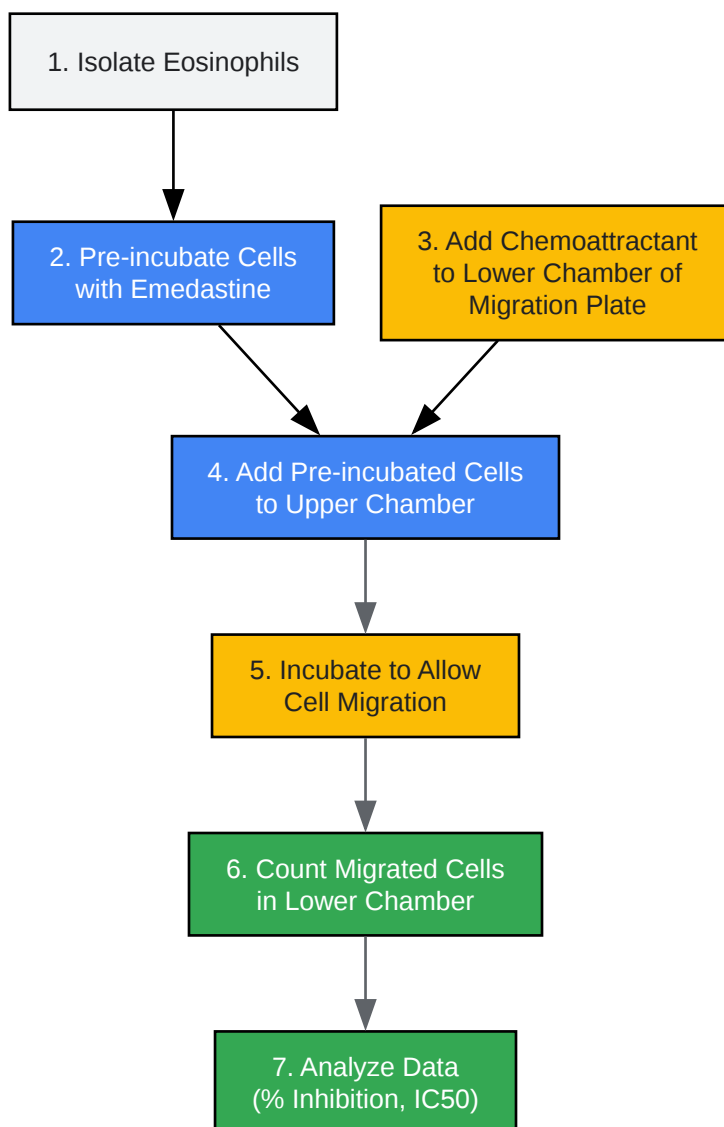 1. Isolate Eosinophils
2. Pre-incubate Cells
with Emedastine
3. Add Chemoattractant
to Lower Chamber of
Migration Plate
4. Add Pre-incubated Cells
to Upper Chamber
5. Incubate to Allow
Cell Migration
6. Count Migrated Cells
in Lower Chamber
7. Analyze Data
(% Inhibition, IC50)